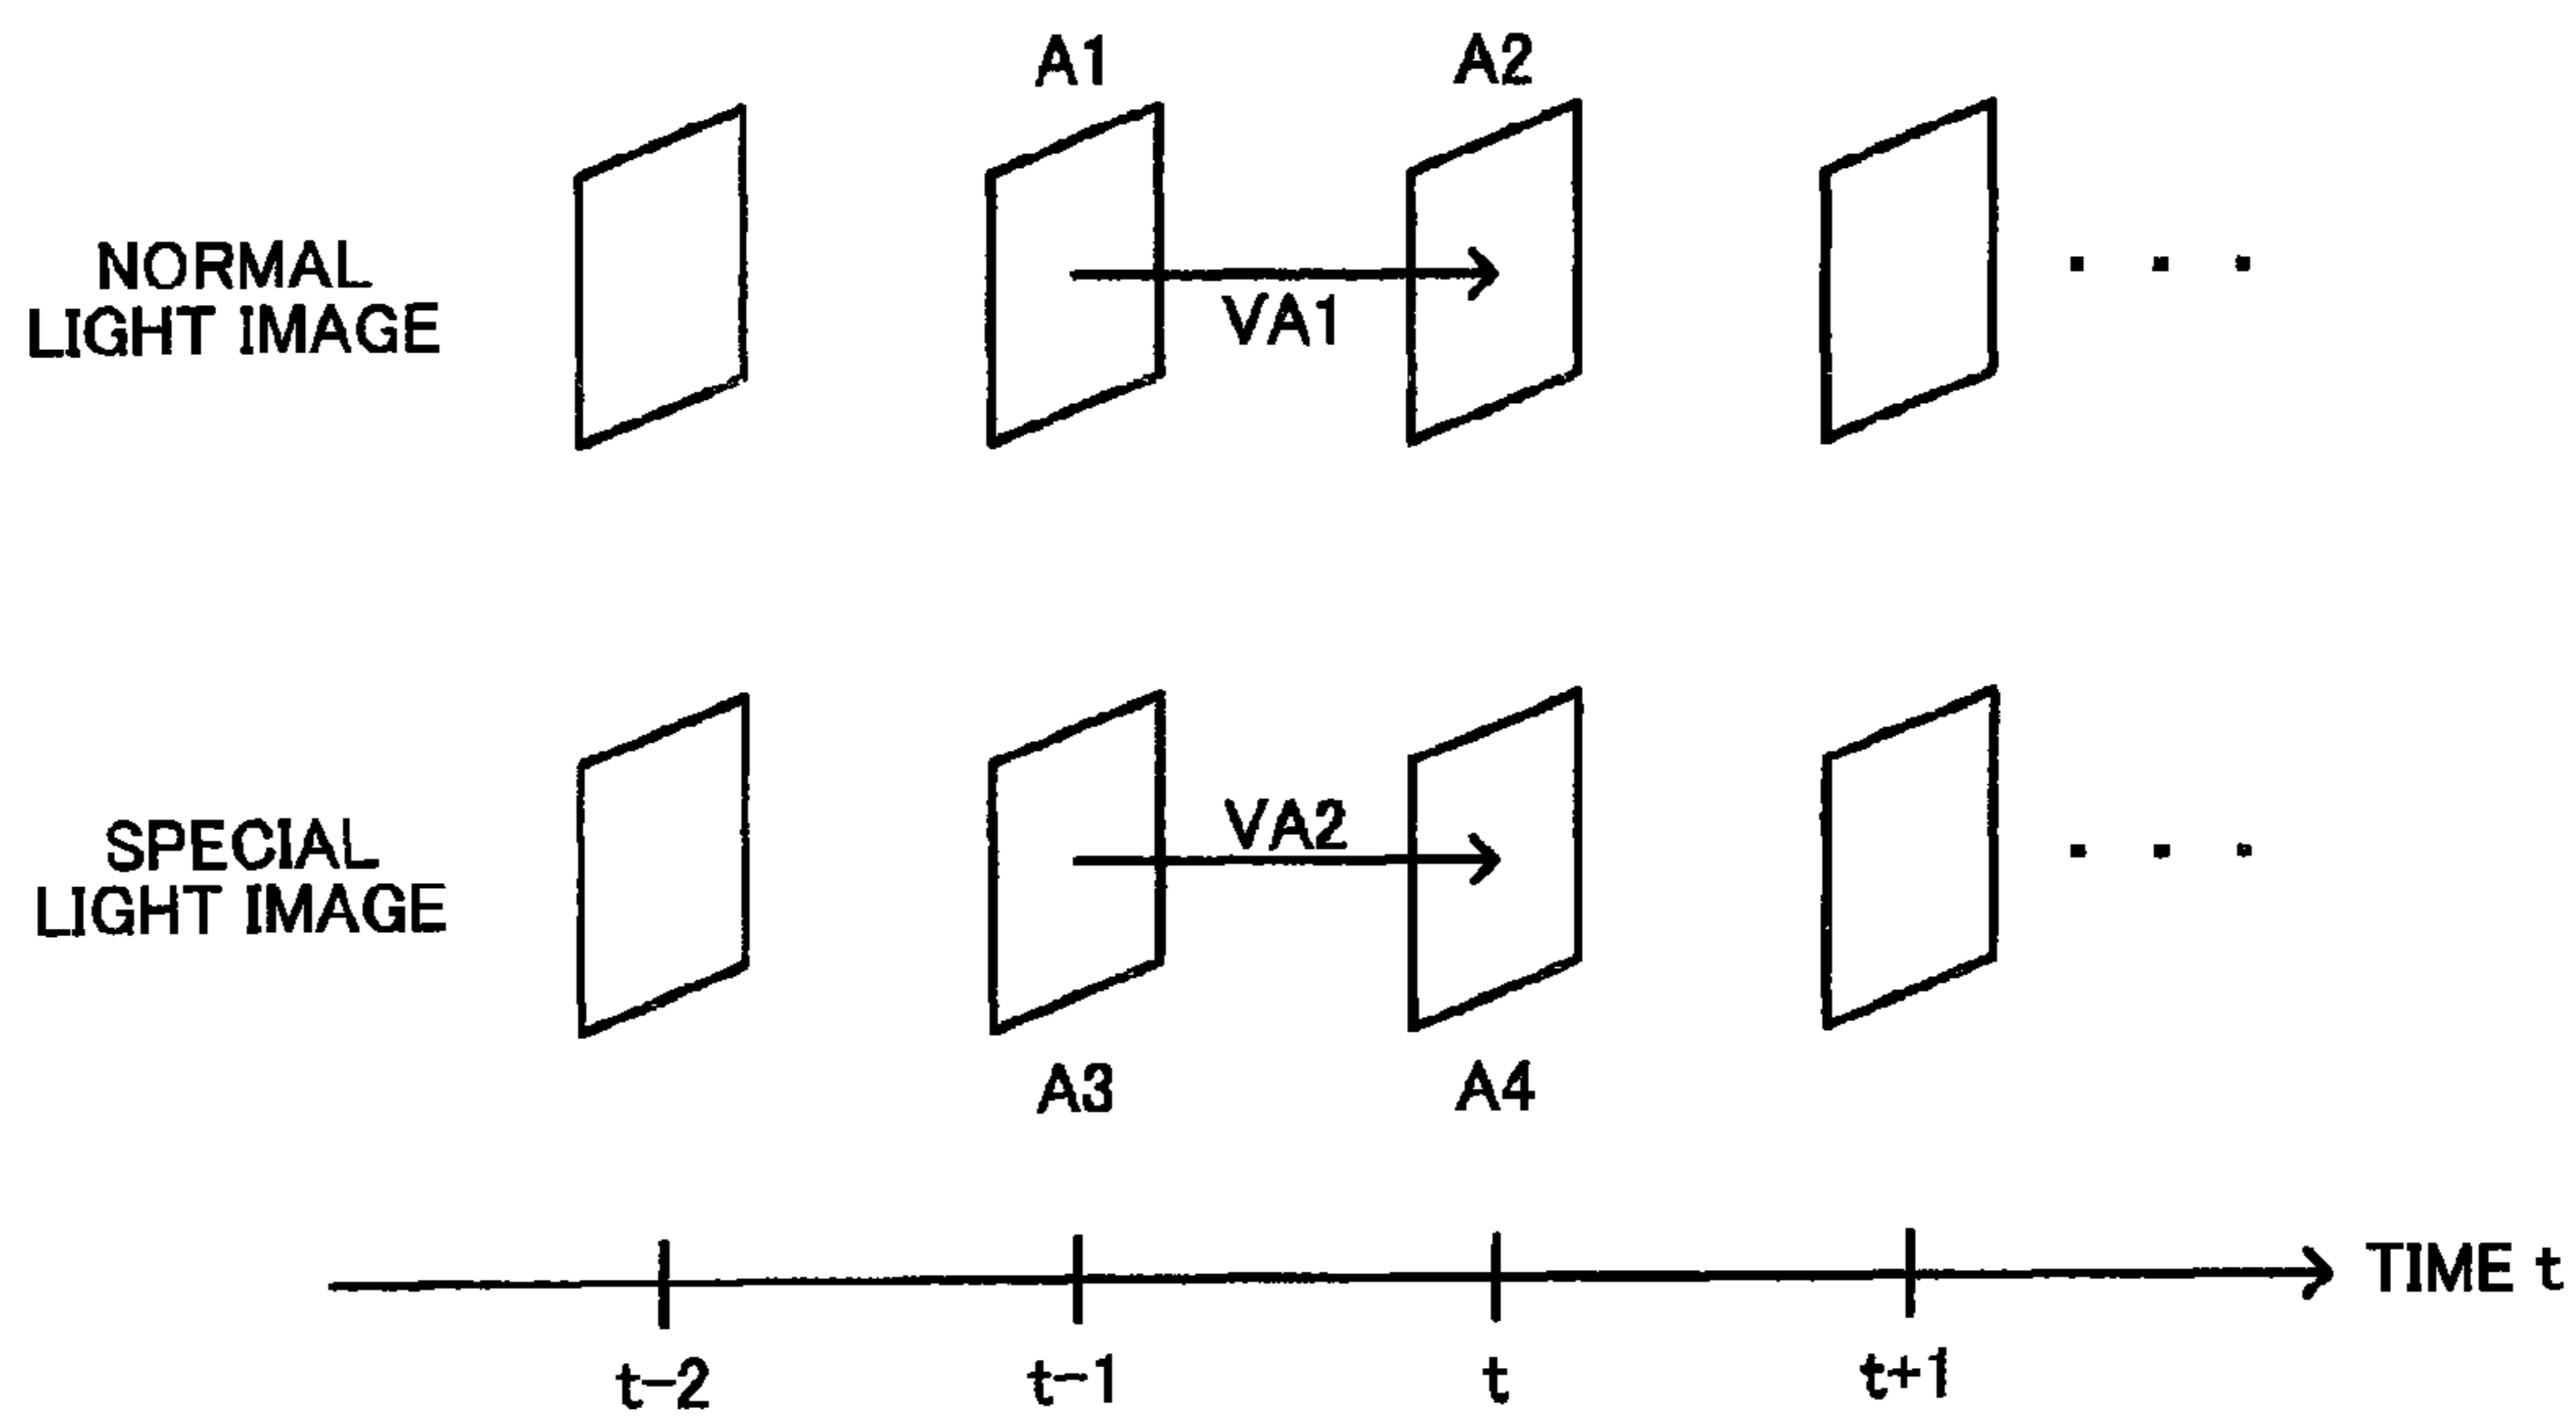 A1 A2
NORMAL
LIGHT IMAGE
VA1
SPECIAL
LIGHT IMAGE
VA2
A3 A4
TIME t
t-2 t-1 t t+1